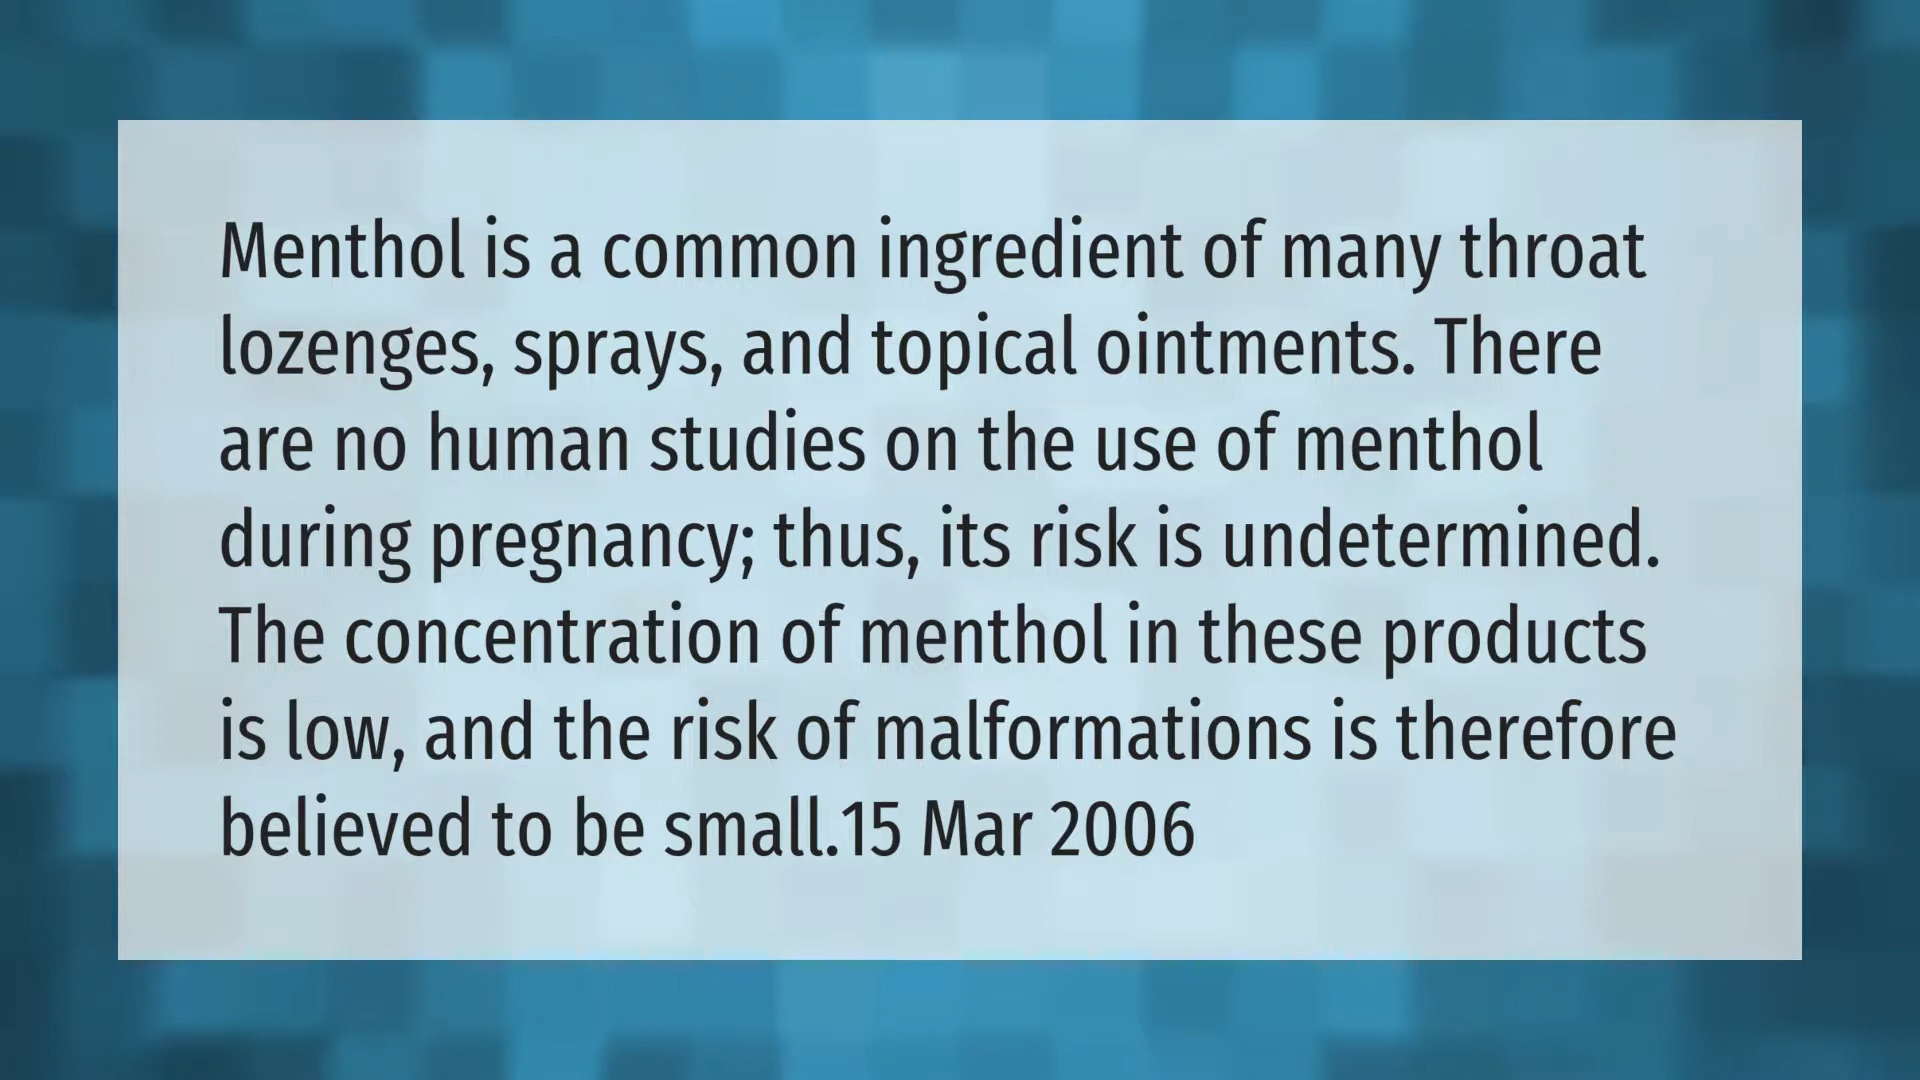 Menthol is a common ingredient of many throat
lozenges, sprays, and topical ointments. There
are no human studies on the use of menthol
during pregnancy; thus, its risk is undetermined.
The concentration of menthol in these products
is low, and the risk of malformations is therefore
believed to be small.15 Mar 2006